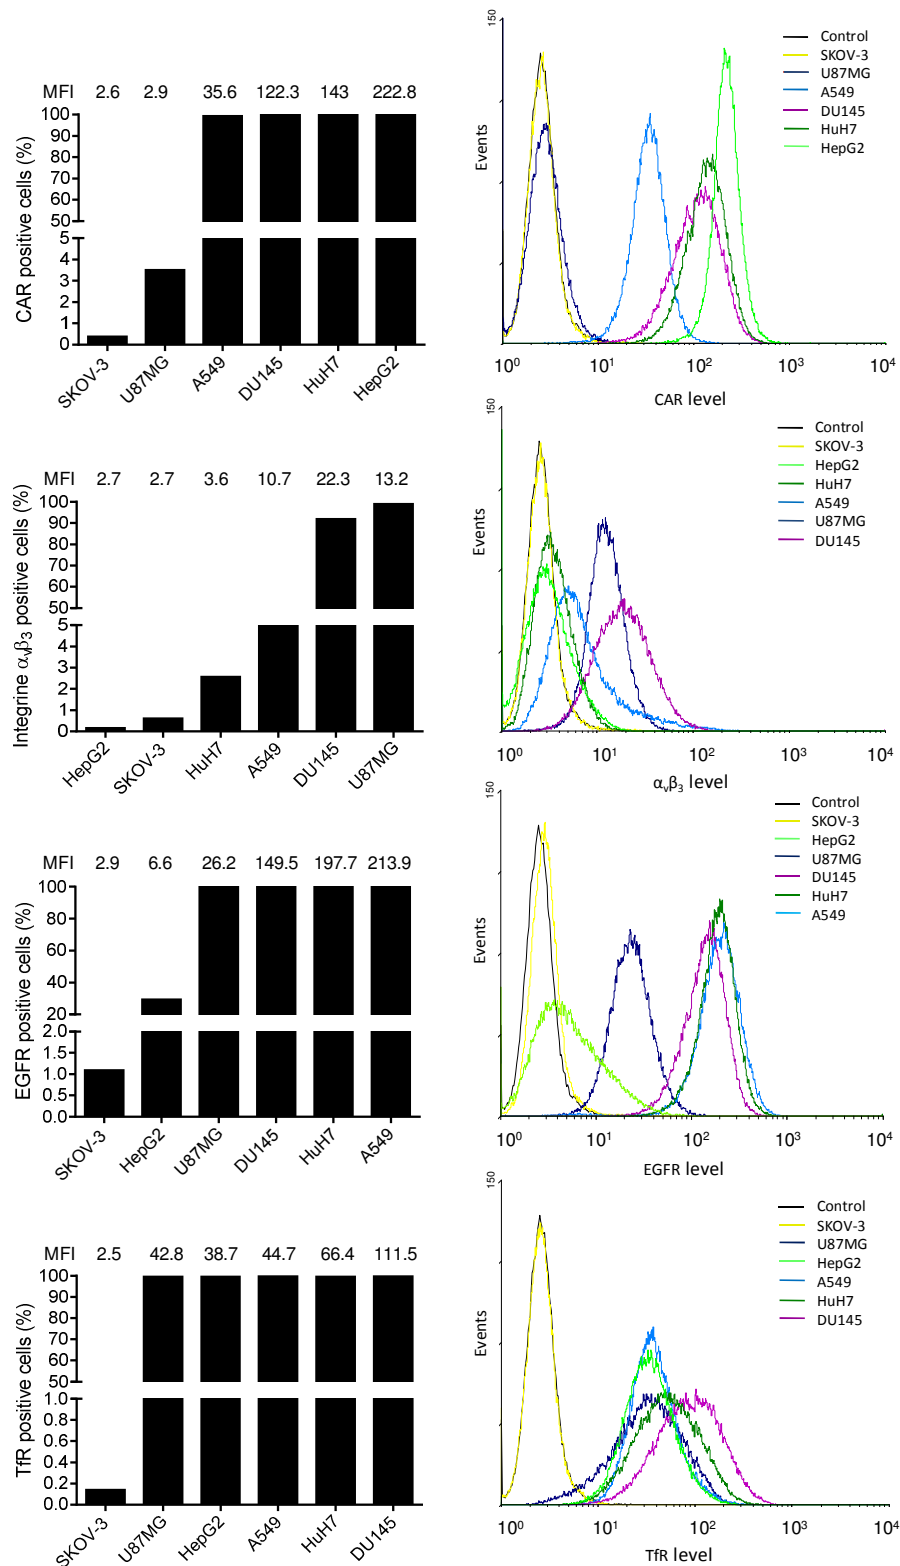 MFI 2.6 2.9 35.6 122.3 143 222.8
CAR positive cells (%)
100
90
80
70
60
50
5
4
3
2
1
0
SKOV-3 U87MG A549 DU145 HuH7 HepG2
150
Events
Control
SKOV-3
U87MG
A549
DU145
HuH7
HepG2
10⁰ 10¹ 10² 10³ 10⁴
CAR level
MFI 2.7 2.7 3.6 10.7 22.3 13.2
Integrine αvβ3 positive cells (%)
100
90
80
70
60
50
5
4
3
2
1
0
HepG2 SKOV-3 HuH7 A549 DU145 U87MG
150
Events
Control
SKOV-3
HepG2
HuH7
A549
U87MG
DU145
10⁰ 10¹ 10² 10³ 10⁴
αvβ3 level
MFI 2.9 6.6 26.2 149.5 197.7 213.9
EGFR positive cells (%)
100
80
60
40
20
2.0
1.5
1.0
0.5
0.0
SKOV-3 HepG2 U87MG DU145 HuH7 A549
150
Events
Control
SKOV-3
HepG2
U87MG
DU145
HuH7
A549
10⁰ 10¹ 10² 10³ 10⁴
EGFR level
MFI 2.5 42.8 38.7 44.7 66.4 111.5
TfR positive cells (%)
100
90
80
70
60
50
1.0
0.8
0.6
0.4
0.2
0.0
SKOV-3 U87MG HepG2 A549 HuH7 DU145
150
Events
Control
SKOV-3
U87MG
HepG2
A549
HuH7
DU145
10⁰ 10¹ 10² 10³ 10⁴
TfR level